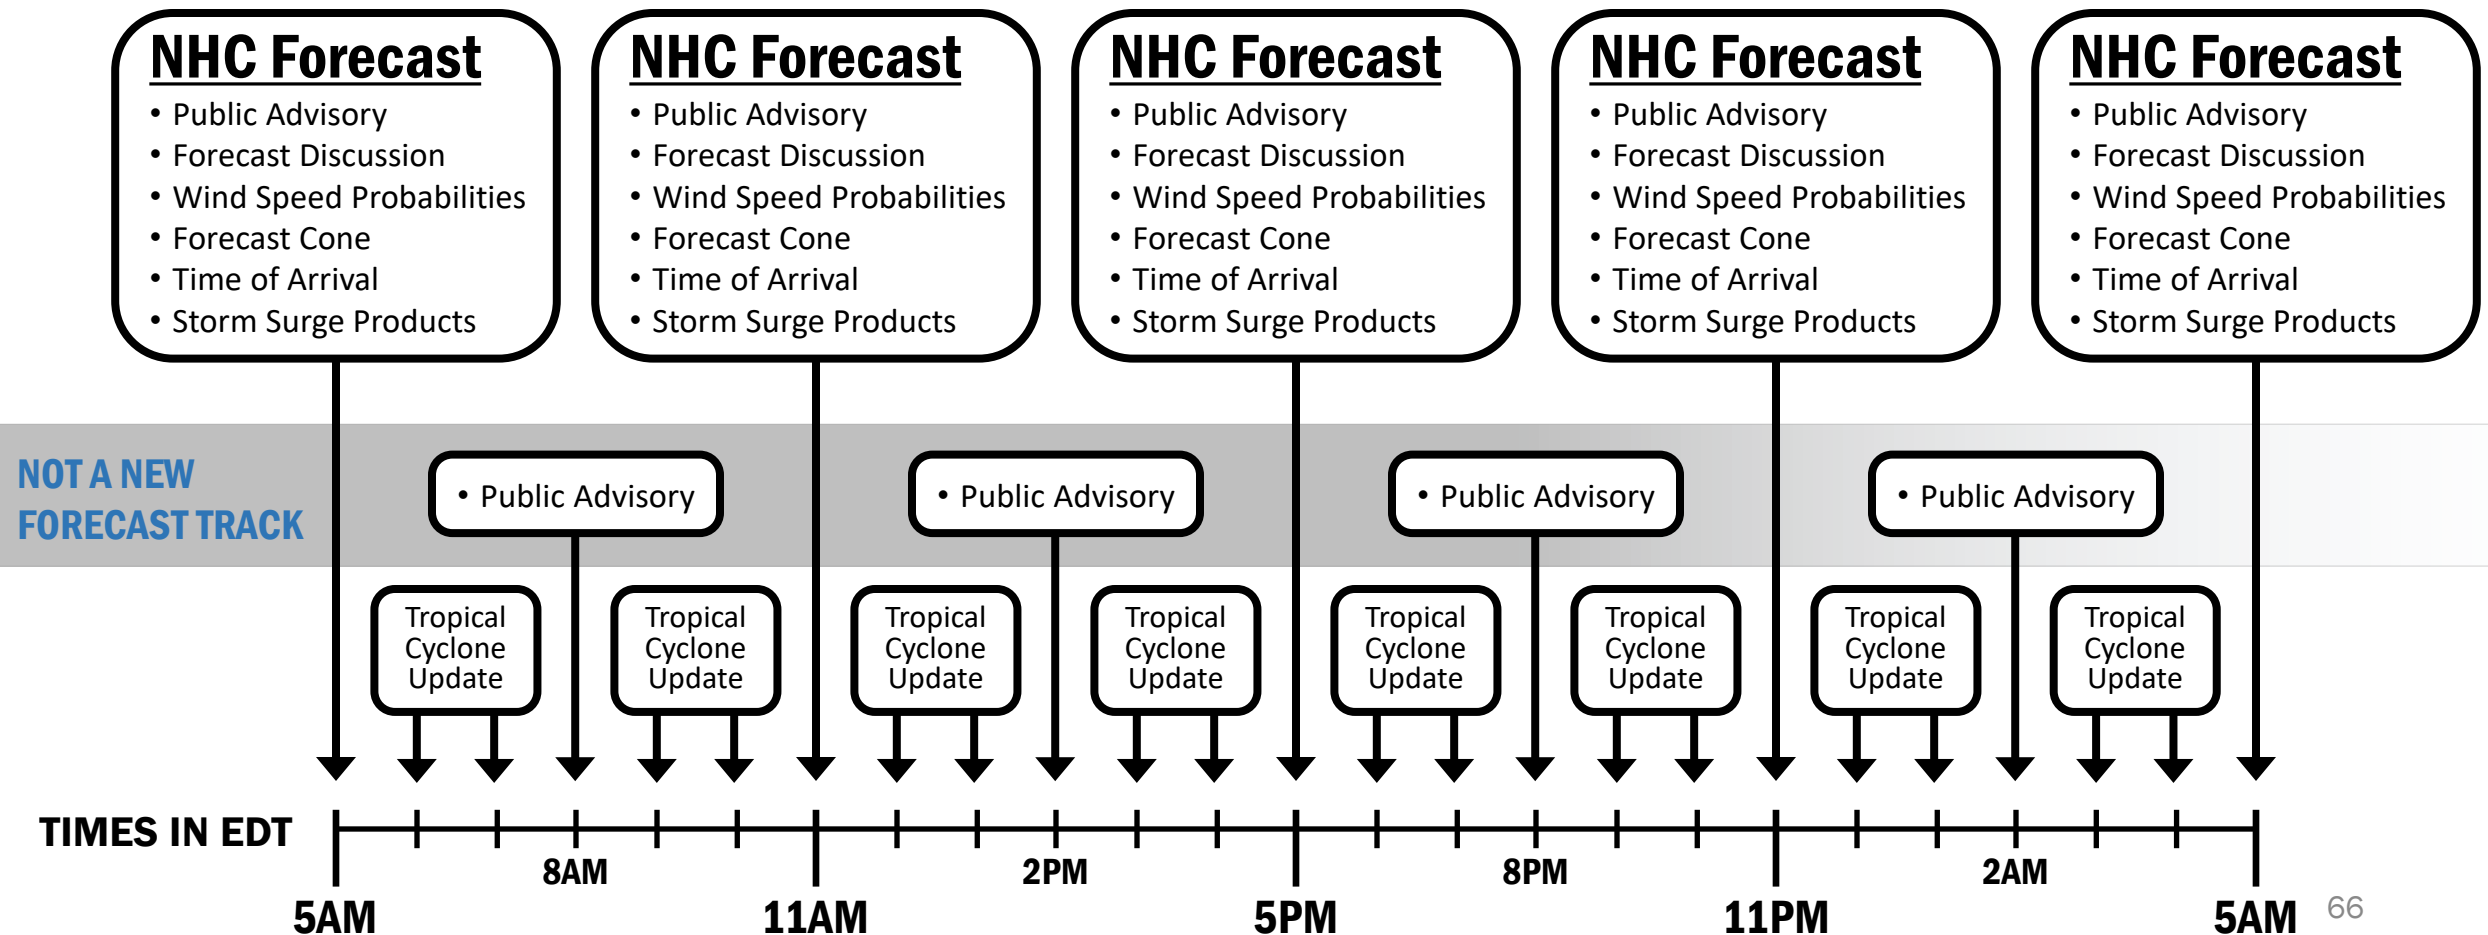 NHC Forecast
• Public Advisory
• Forecast Discussion
• Wind Speed Probabilities
• Forecast Cone
• Time of Arrival
• Storm Surge Products
NHC Forecast
• Public Advisory
• Forecast Discussion
• Wind Speed Probabilities
• Forecast Cone
• Time of Arrival
• Storm Surge Products
NHC Forecast
• Public Advisory
• Forecast Discussion
• Wind Speed Probabilities
• Forecast Cone
• Time of Arrival
• Storm Surge Products
NHC Forecast
• Public Advisory
• Forecast Discussion
• Wind Speed Probabilities
• Forecast Cone
• Time of Arrival
• Storm Surge Products
NHC Forecast
• Public Advisory
• Forecast Discussion
• Wind Speed Probabilities
• Forecast Cone
• Time of Arrival
• Storm Surge Products
NOT A NEW
FORECAST TRACK
• Public Advisory
• Public Advisory
• Public Advisory
• Public Advisory
Tropical
Cyclone
Update
Tropical
Cyclone
Update
Tropical
Cyclone
Update
Tropical
Cyclone
Update
Tropical
Cyclone
Update
Tropical
Cyclone
Update
Tropical
Cyclone
Update
Tropical
Cyclone
Update
TIMES IN EDT
8AM
2PM
8PM
2AM
5AM
11AM
5PM
11PM
5AM
66